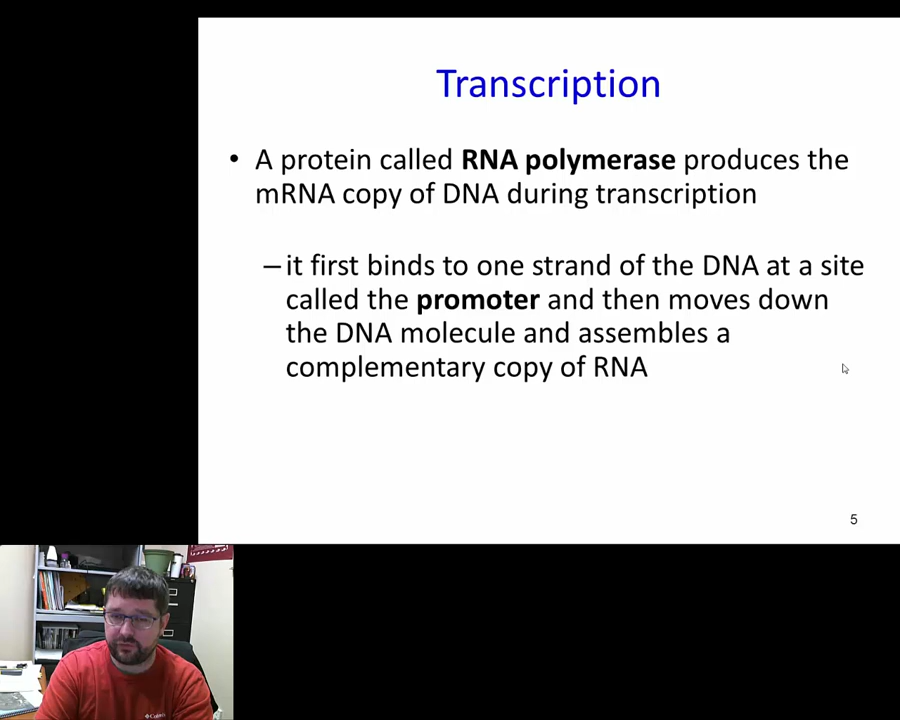 Transcription
• A protein called RNA polymerase produces the
mRNA copy of DNA during transcription
– it first binds to one strand of the DNA at a site
called the promoter and then moves down
the DNA molecule and assembles a
complementary copy of RNA
5